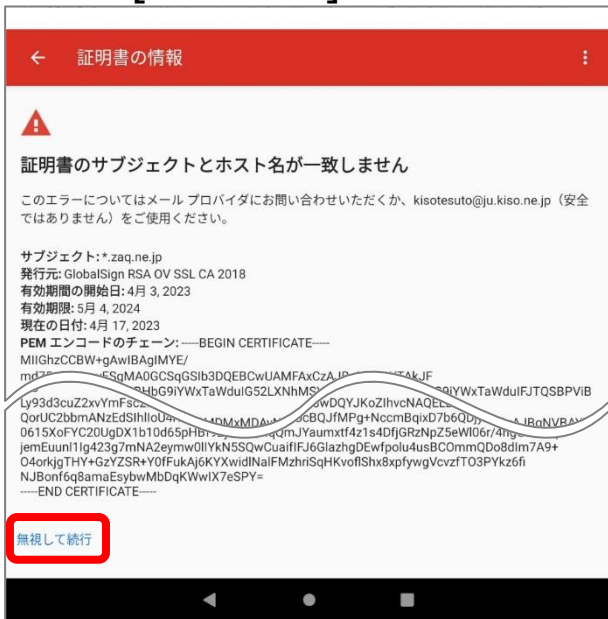 証明書の情報
証明書のサブジェクトとホスト名が一致しません
このエラーについてはメール プロバイダにお問い合わせいただくか、kisotesuto@ju.kiso.ne.jp（安全
ではありません）をご使用ください。
サブジェクト: *.zaq.ne.jp
発行元: GlobalSign RSA OV SSL CA 2018
有効期間の開始日: 4月 3, 2023
有効期限: 5月 4, 2024
現在の日付: 4月 17, 2023
PEM エンコードのチェーン: -----BEGIN CERTIFICATE-----
MIIGhzCCBW+gAwIBAgIMYE/
jemEuunl1Ig423g7mNA2eymw0lIYkN5SQwCuaifIFJ6GlazhgDEwfpolu4usBCOmmQDo8dIm7A9+
O4orkjgTHY+GzYZSR+Y0fFukAj6KYXwidlNalFMzhriSqHKvoflShx8xpfywgVcvzfTO3PYkz6fi
NJBonf6q8amaEsybwMbDqKWwIX7eSPY=
-----END CERTIFICATE-----
無視して続行